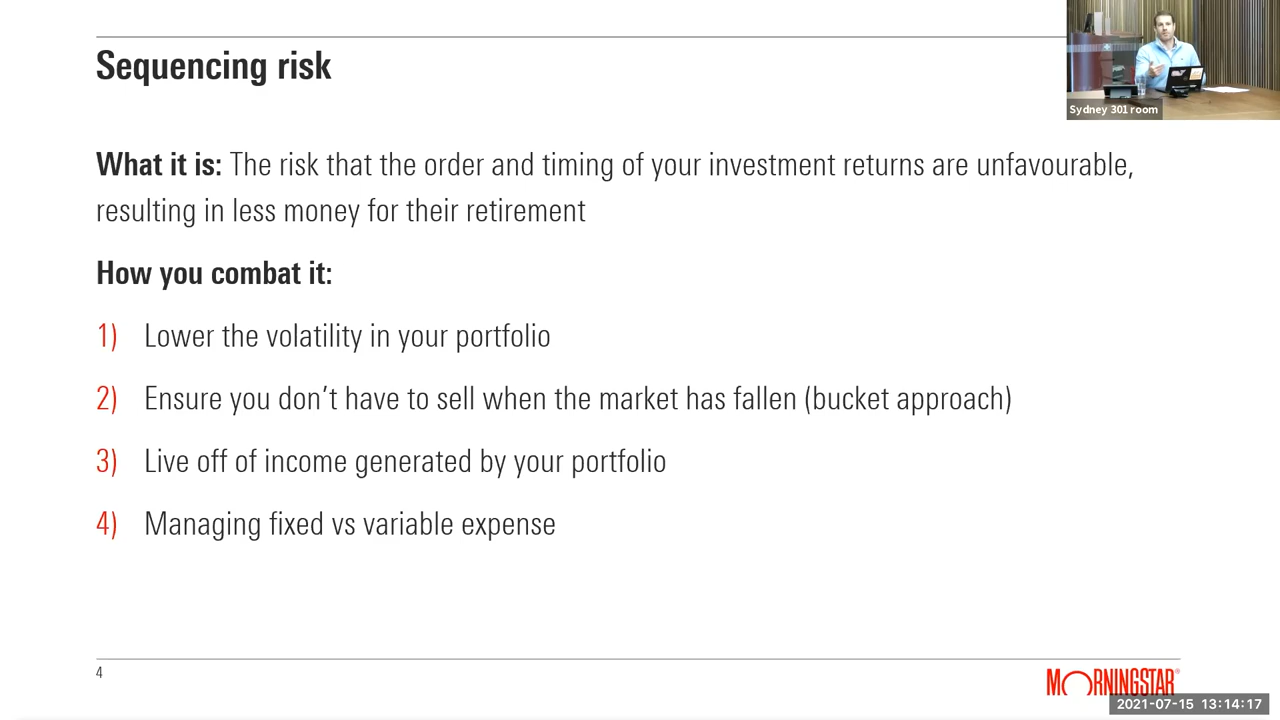 Sequencing risk
Sydney 301 room
What it is: The risk that the order and timing of your investment returns are unfavourable,
resulting in less money for their retirement
How you combat it:
1) Lower the volatility in your portfolio
2) Ensure you don’t have to sell when the market has fallen (bucket approach)
3) Live off of income generated by your portfolio
4) Managing fixed vs variable expense
4
MORNINGSTAR®
2021-07-15 13:14:17